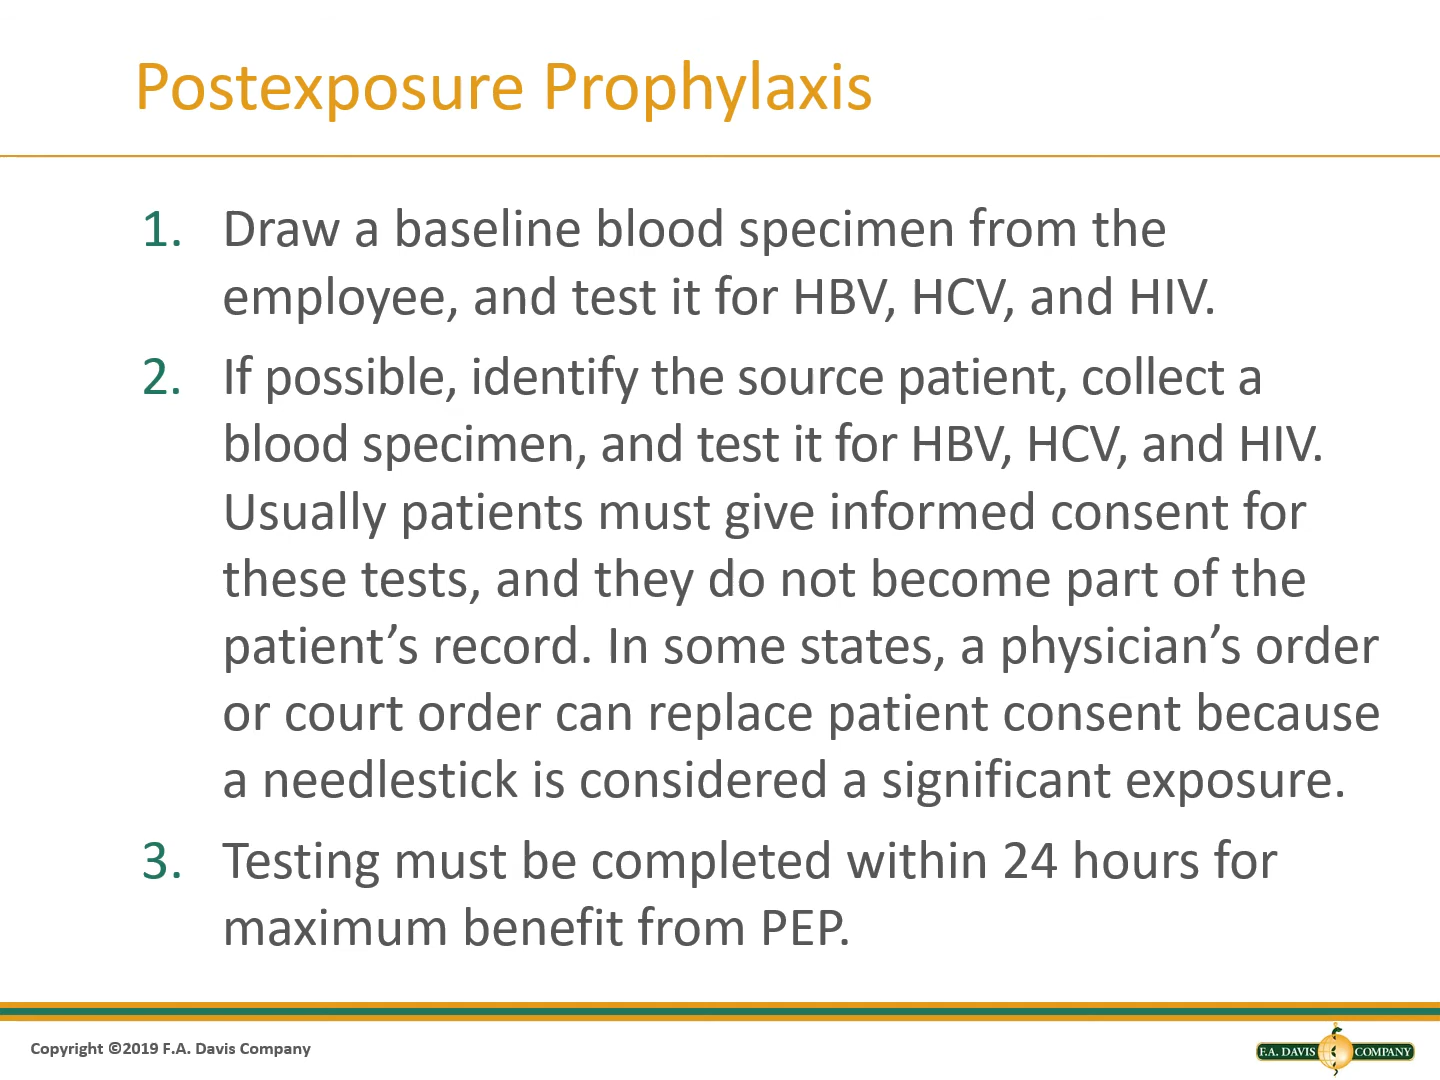 Postexposure Prophylaxis
1. Draw a baseline blood specimen from the
employee, and test it for HBV, HCV, and HIV.
2. If possible, identify the source patient, collect a
blood specimen, and test it for HBV, HCV, and HIV.
Usually patients must give informed consent for
these tests, and they do not become part of the
patient’s record. In some states, a physician’s order
or court order can replace patient consent because
a needlestick is considered a significant exposure.
3. Testing must be completed within 24 hours for
maximum benefit from PEP.
Copyright ©2019 F.A. Davis Company
F.A. DAVIS COMPANY